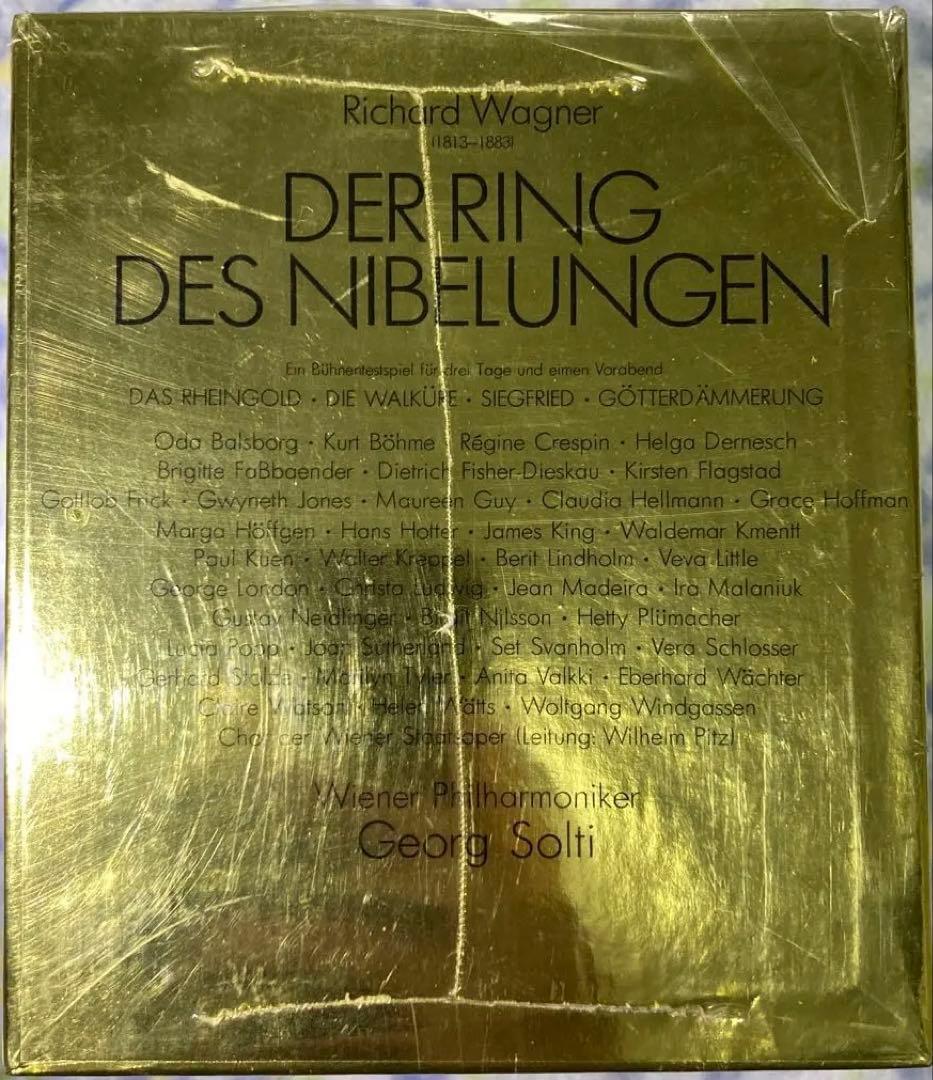 Richard Wagner
(1813–1883)
DER RING
DES NIBELUNGEN
Ein Bühnentestspiel für drei Tage und eimen Vorabend
DAS RHEINGOLD · DIE WALKÜRE · SIEGFRIED · GÖTTERDÄMMERUNG
Oda Balsborg · Kurt Böhme · Régine Crespin · Helga Dernesch
Brigitte Faßbaender · Dietrich Fisher-Dieskau · Kirsten Flagstad
Gottlob Frick · Gwyneth Jones · Maureen Guy · Claudia Hellmann · Grace Hoffman
Marga Höffgen · Hans Hotter · James King · Waldemar Kmentt
Paul Kuen · Walter Kreppel · Berit Lindholm · Veva Little
George London · Christa Ludwig · Jean Madeira · Ira Malaniuk
Gustav Neidlinger · Birgit Nilsson · Hetty Plümacher
Lucia Popp · Joan Sutherland · Set Svanholm · Vera Schlosser
Gerhard Stolze · Marilyn Tyler · Anita Valkki · Eberhard Wächter
Claire Watson · Helen Watts · Woltgang Windgassen
Chor der Wiener Staatsoper (Leitung: Wilhelm Pitz)
Wiener Philharmoniker
Georg Solti